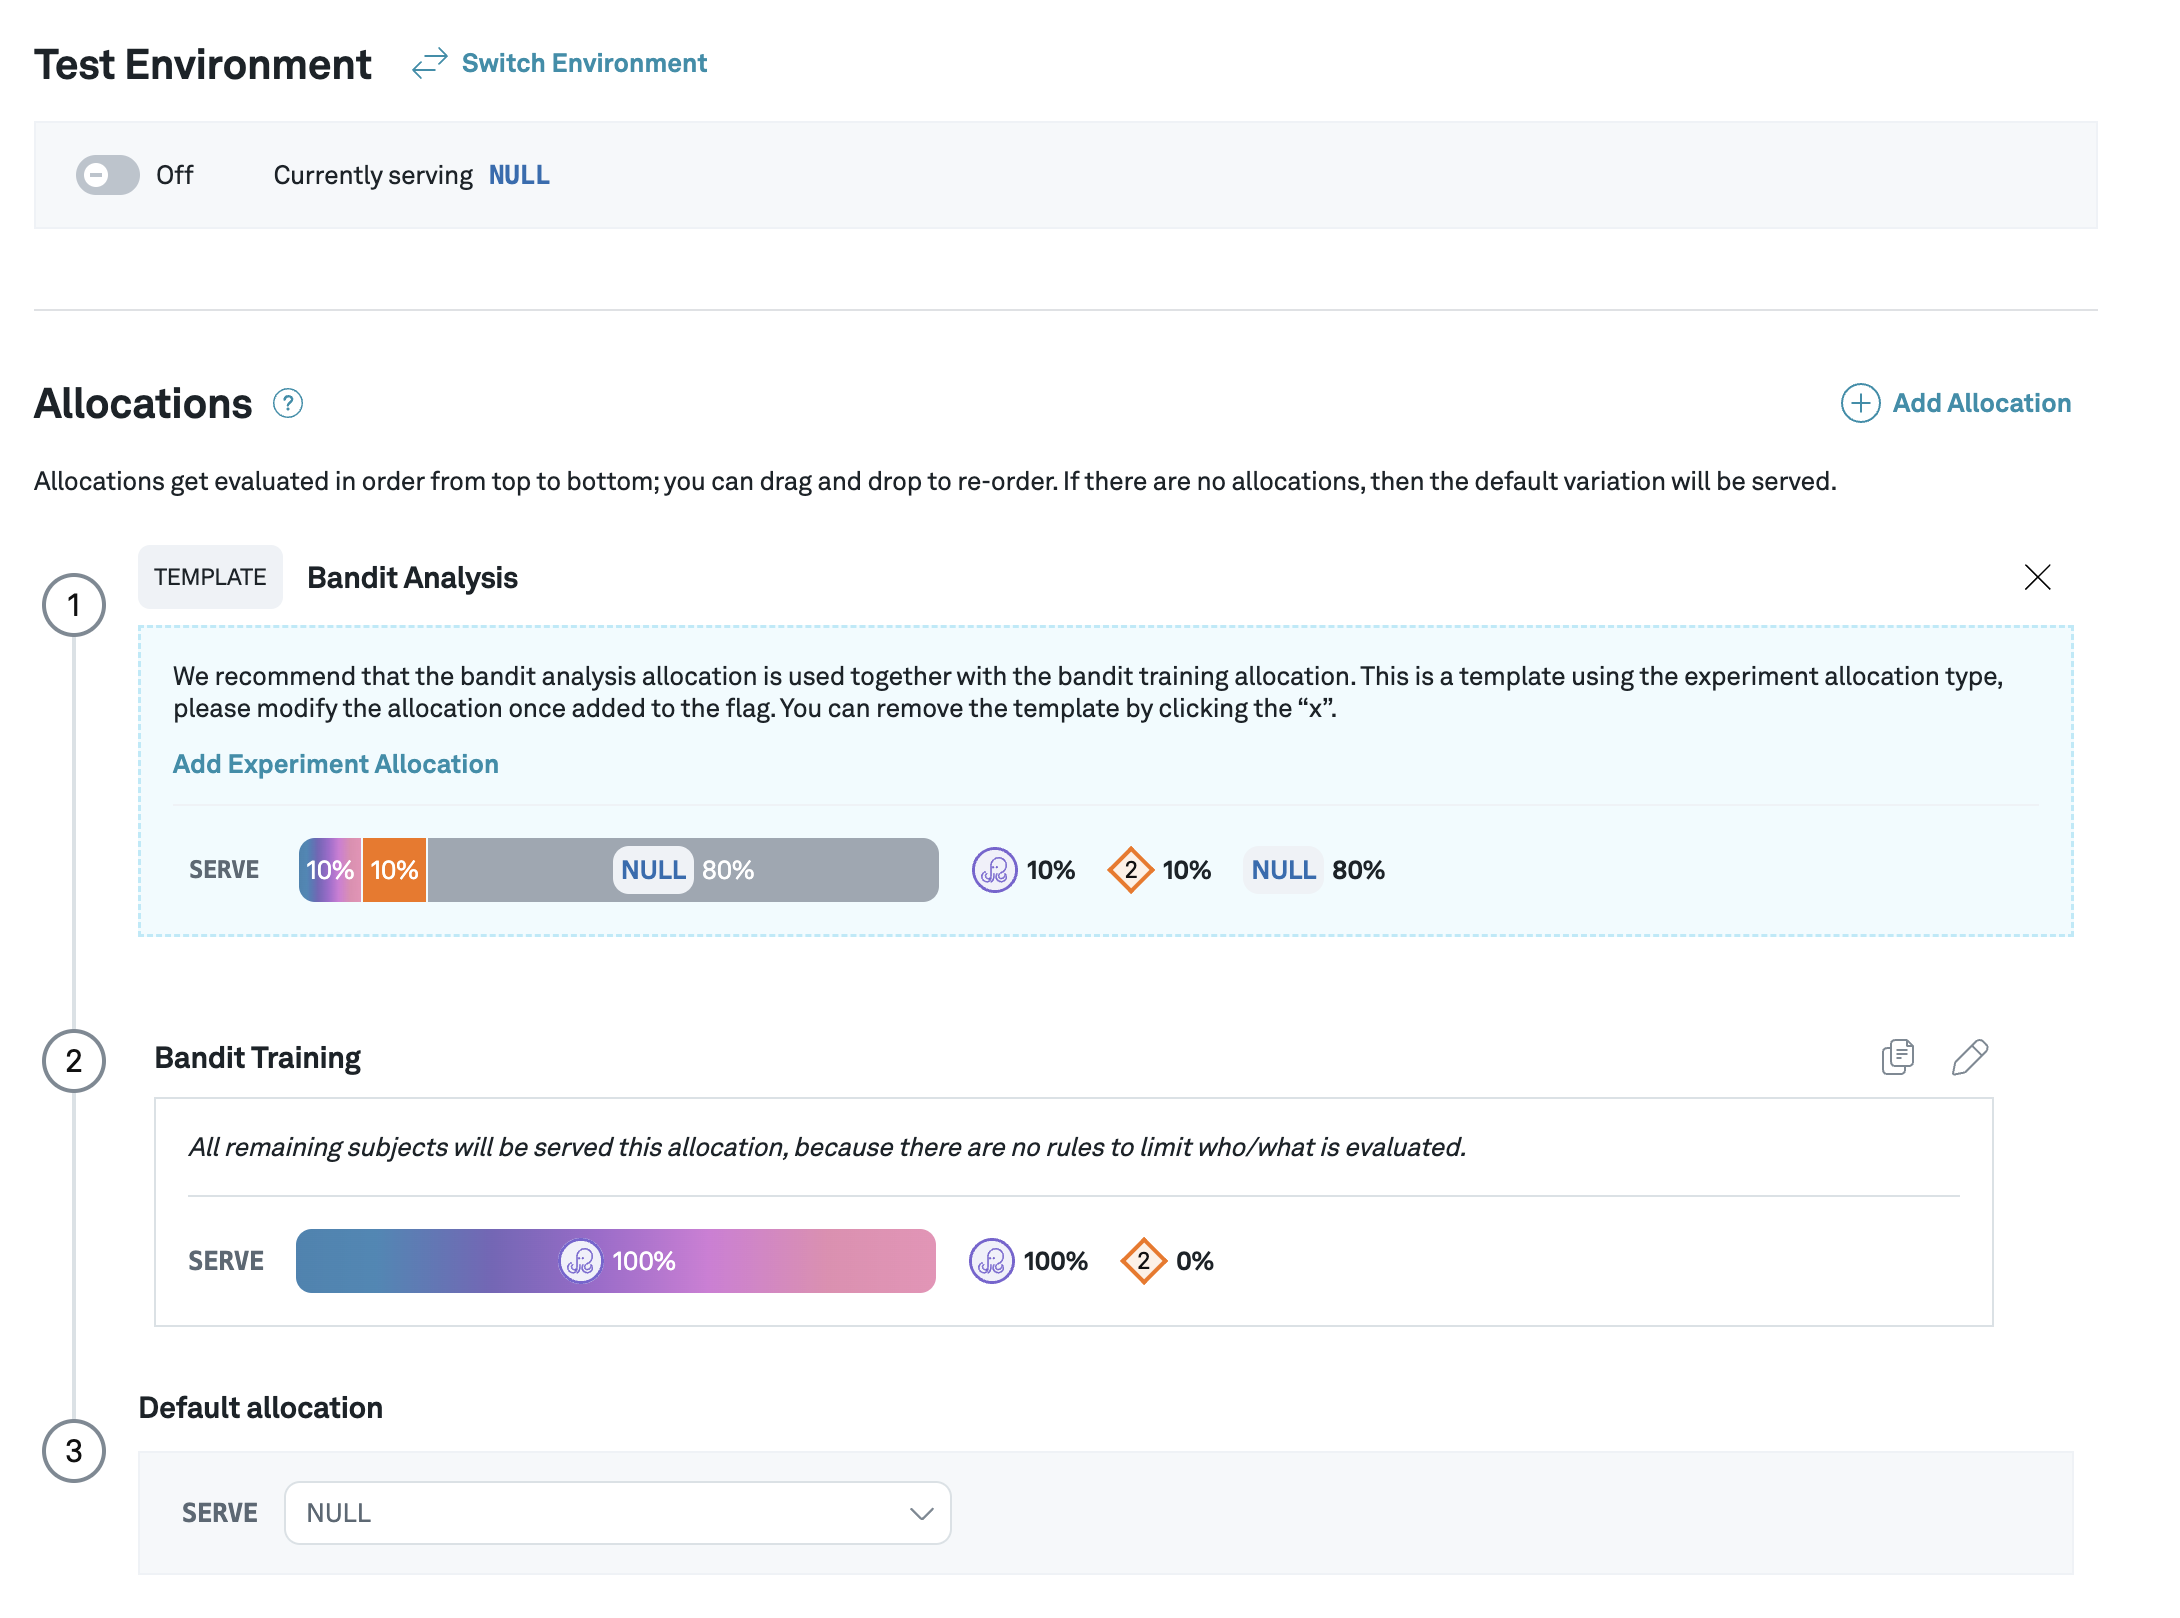 Test Environment Switch Environment
Off Currently serving NULL
Allocations ? Add Allocation
Allocations get evaluated in order from top to bottom; you can drag and drop to re-order. If there are no allocations, then the default variation will be served.
1 TEMPLATE Bandit Analysis
We recommend that the bandit analysis allocation is used together with the bandit training allocation. This is a template using the experiment allocation type,
please modify the allocation once added to the flag. You can remove the template by clicking the “x”.
Add Experiment Allocation
SERVE 10% 10% NULL 80% 10% 2 10% NULL 80%
2 Bandit Training
All remaining subjects will be served this allocation, because there are no rules to limit who/what is evaluated.
SERVE 100% 100% 2 0%
Default allocation
3
SERVE NULL